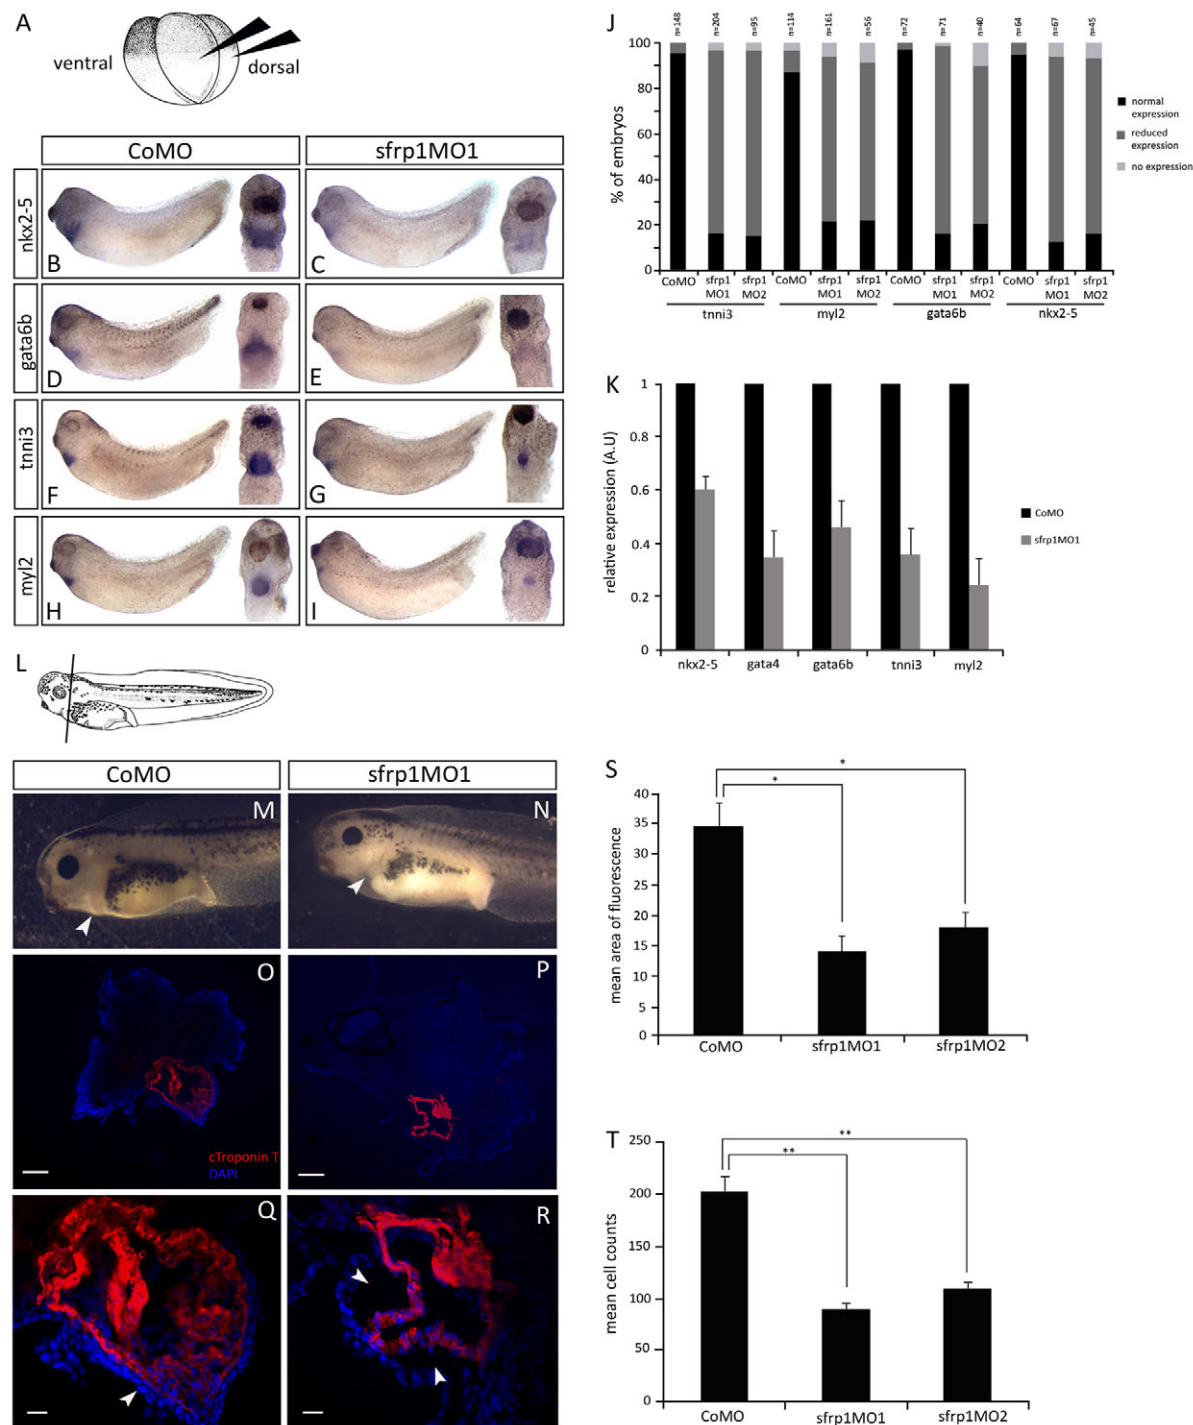 A
ventral
dorsal
CoMO
sfrp1MO1
nkx2-5
B
C
gata6b
D
E
tnni3
F
G
myl2
H
I
J
n=148
n=204
n=95
n=114
n=161
n=56
n=72
n=71
n=40
n=64
n=67
n=45
% of embryos
100
80
60
40
20
0
CoMO
sfrp1 MO1
sfrp1 MO2
CoMO
sfrp1 MO1
sfrp1 MO2
CoMO
sfrp1 MO1
sfrp1 MO2
CoMO
sfrp1 MO1
sfrp1 MO2
tnni3
myl2
gata6b
nkx2-5
normal
expression
reduced
expression
no expression
K
relative expression (A.U)
1
0.8
0.6
0.4
0.2
0
nkx2-5
gata4
gata6b
tnni3
myl2
CoMO
sfrp1MO1
L
CoMO
sfrp1MO1
M
N
O
cTroponin T
DAPI
P
Q
R
S
mean area of fluorescence
40
35
30
25
20
15
10
5
0
*
*
CoMO
sfrp1MO1
sfrp1MO2
T
mean cell counts
250
200
150
100
50
0
**
**
CoMO
sfrp1MO1
sfrp1MO2